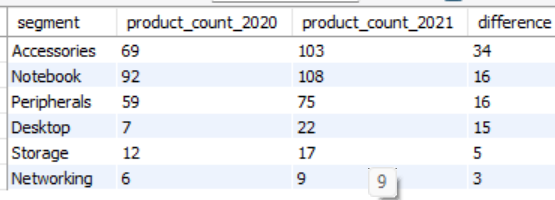 segment product_count_2020 product_count_2021 difference
Accessories 69 103 34
Notebook 92 108 16
Peripherals 59 75 16
Desktop 7 22 15
Storage 12 17 5
Networking 6 9 9 3